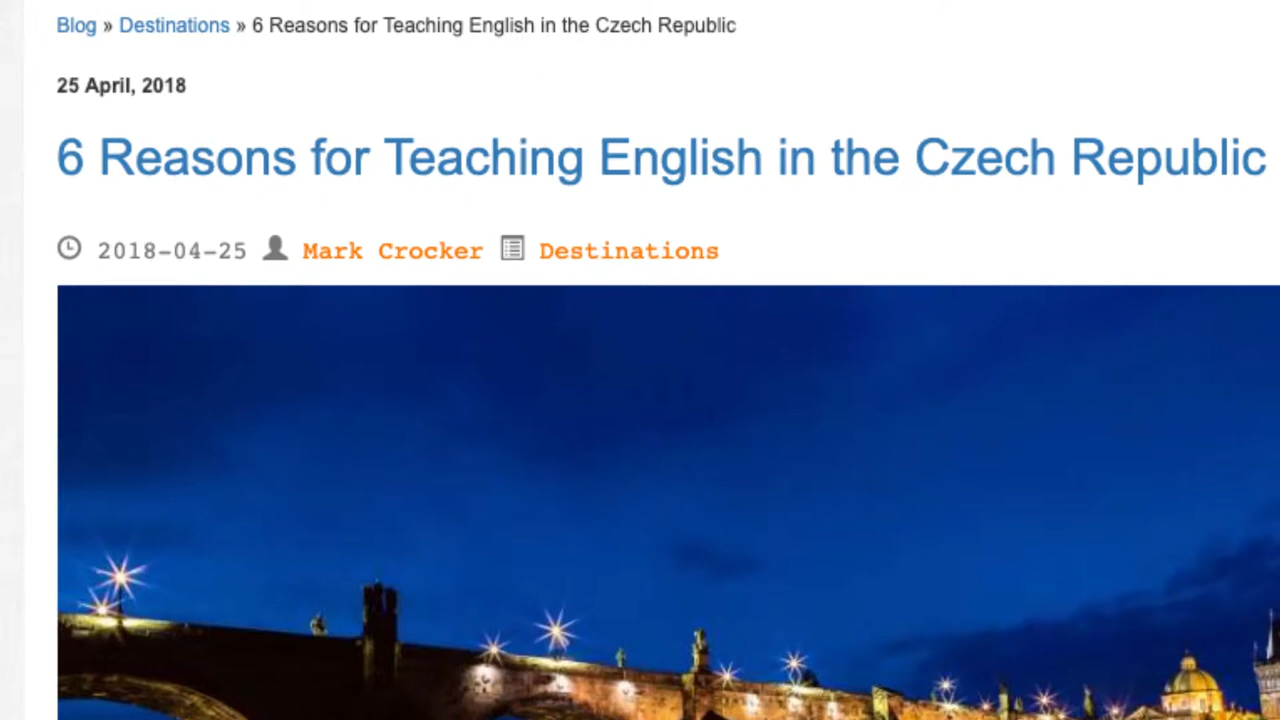 Blog » Destinations » 6 Reasons for Teaching English in the Czech Republic
25 April, 2018
6 Reasons for Teaching English in the Czech Republic
2018-04-25 Mark Crocker Destinations